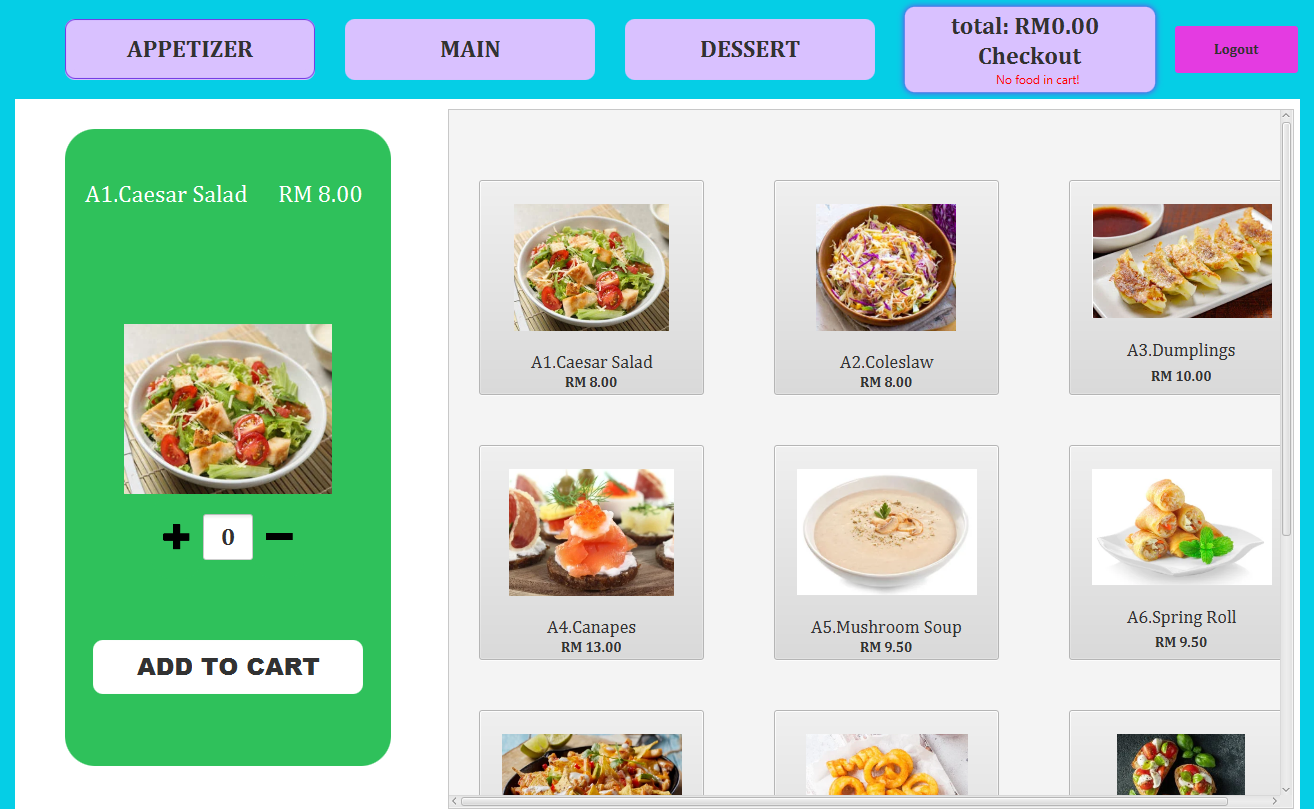 APPETIZER
MAIN
DESSERT
total: RM0.00
Checkout
No food in cart!
Logout
A1.Caesar Salad RM 8.00
0
ADD TO CART
A1.Caesar Salad
RM 8.00
A2.Coleslaw
RM 8.00
A3.Dumplings
RM 10.00
A4.Canapes
RM 13.00
A5.Mushroom Soup
RM 9.50
A6.Spring Roll
RM 9.50